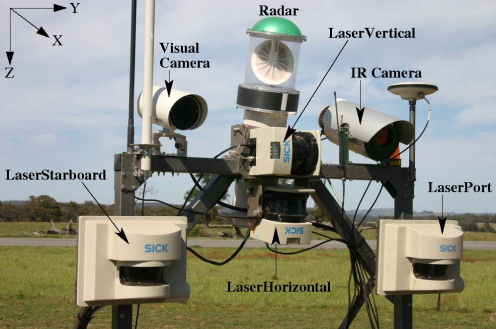 Y
X
Z
Radar
LaserVertical
Visual
Camera
IR Camera
SICK
LaserStarboard
LaserPort
SICK
SICK
SICK
LaserHorizontal